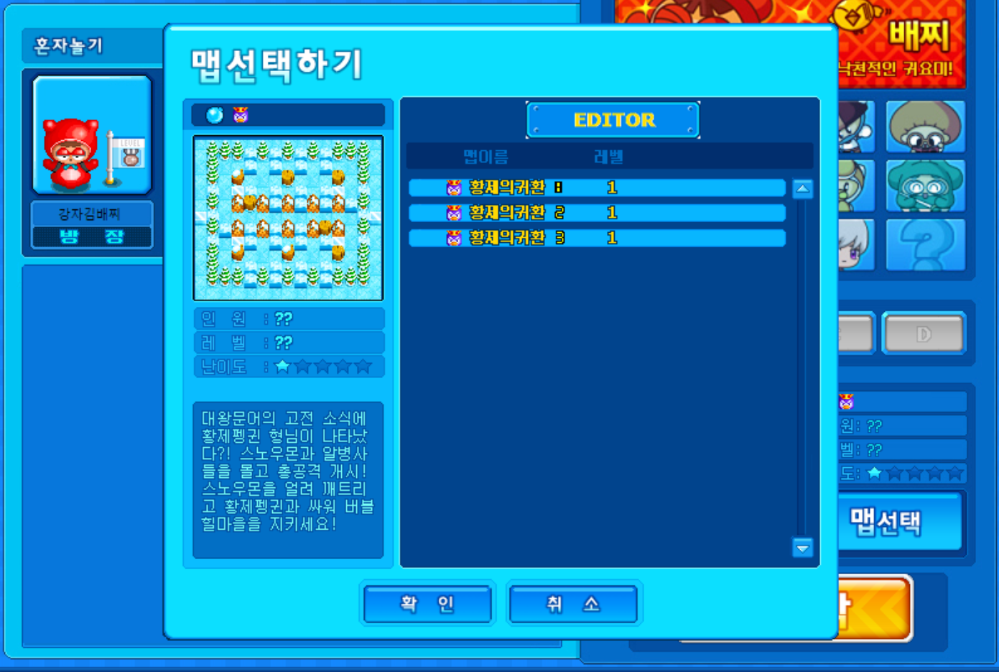 혼자놀기
LEVEL
강자김배찌
방 장
맵선택하기
인 원 : ??
레 벨 : ??
난이도 :
대왕문어의 고전 소식에
황제펭귄 형님이 나타났
다?! 스노우몬과 알병사
들을 몰고 총공격 개시!
스노우몬을 얼려 깨트리
고 황제펭귄과 싸워 버블
힐마을을 지키세요!
EDITOR
맵이름 레벨
황제의귀환 1 1
황제의귀환 2 1
황제의귀환 3 1
확 인
취 소
배찌
낙천적인 귀요미!
?
D
원: ??
벨: ??
도:
맵선택